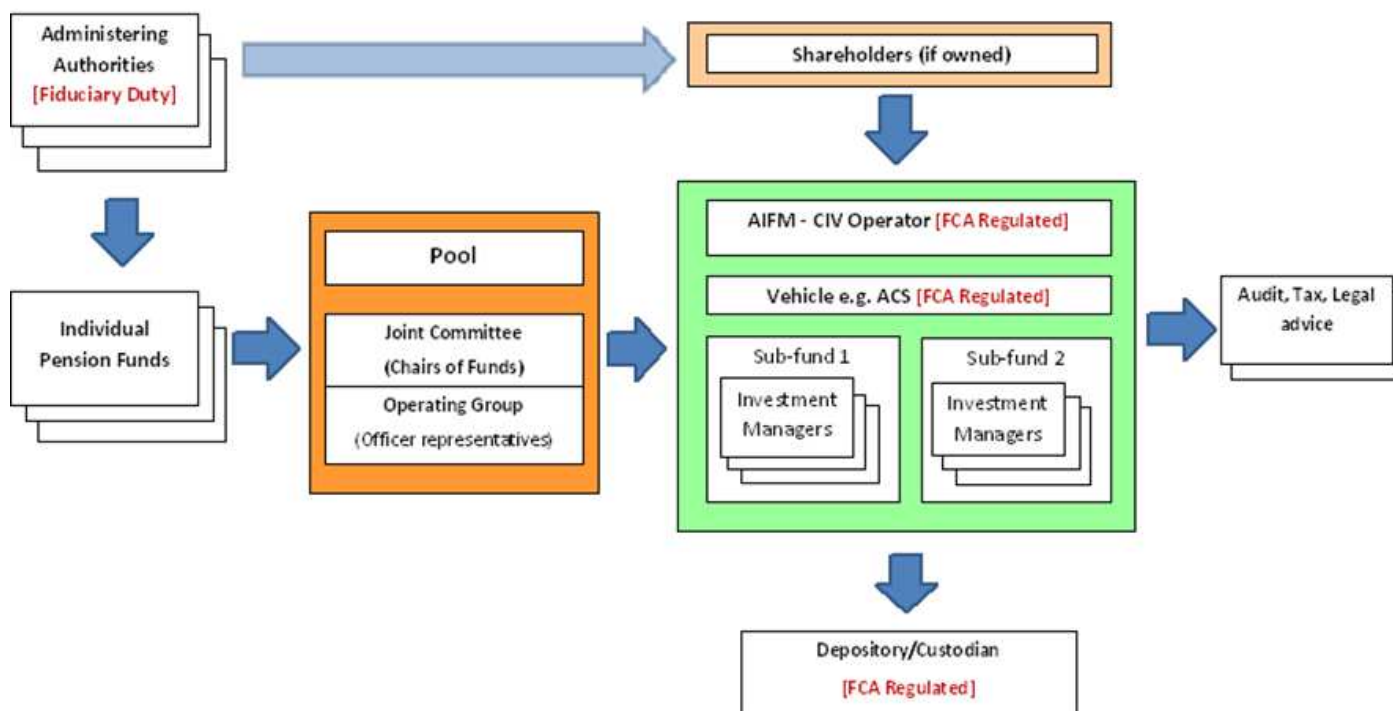 Administering
Authorities
[Fiduciary Duty]
Shareholders (if owned)
Individual
Pension Funds
Pool
Joint Committee
(Chairs of Funds)
Operating Group
(Officer representatives)
AIFM - CIV Operator [FCA Regulated]
Vehicle e.g. ACS [FCA Regulated]
Sub-fund 1
Investment
Managers
Sub-fund 2
Investment
Managers
Audit, Tax, Legal
advice
Depository/Custodian
[FCA Regulated]